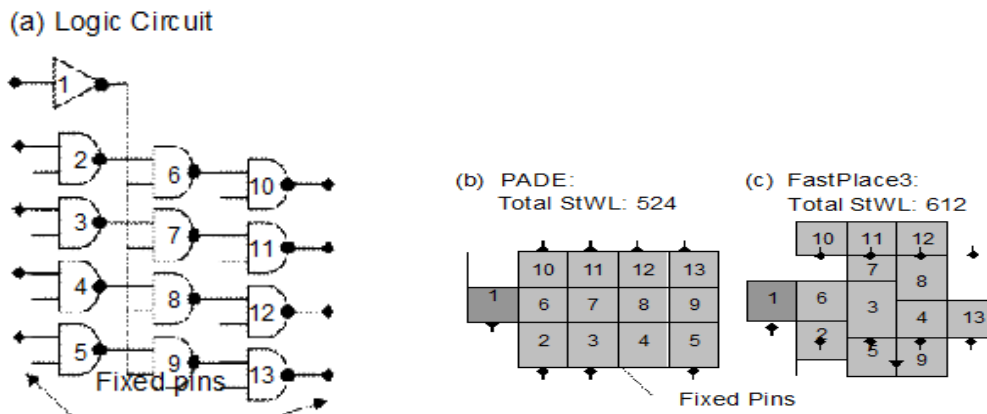 (a) Logic Circuit
1
2
3
4
5
6
7
8
9
10
11
12
13
Fixed pins
(b) PADE:
Total StWL: 524
10 11 12 13
1 6 7 8 9
2 3 4 5
Fixed Pins
(c) FastPlace3:
Total StWL: 612
10 11 12
7 8
1 6 3 4 13
2 5 9